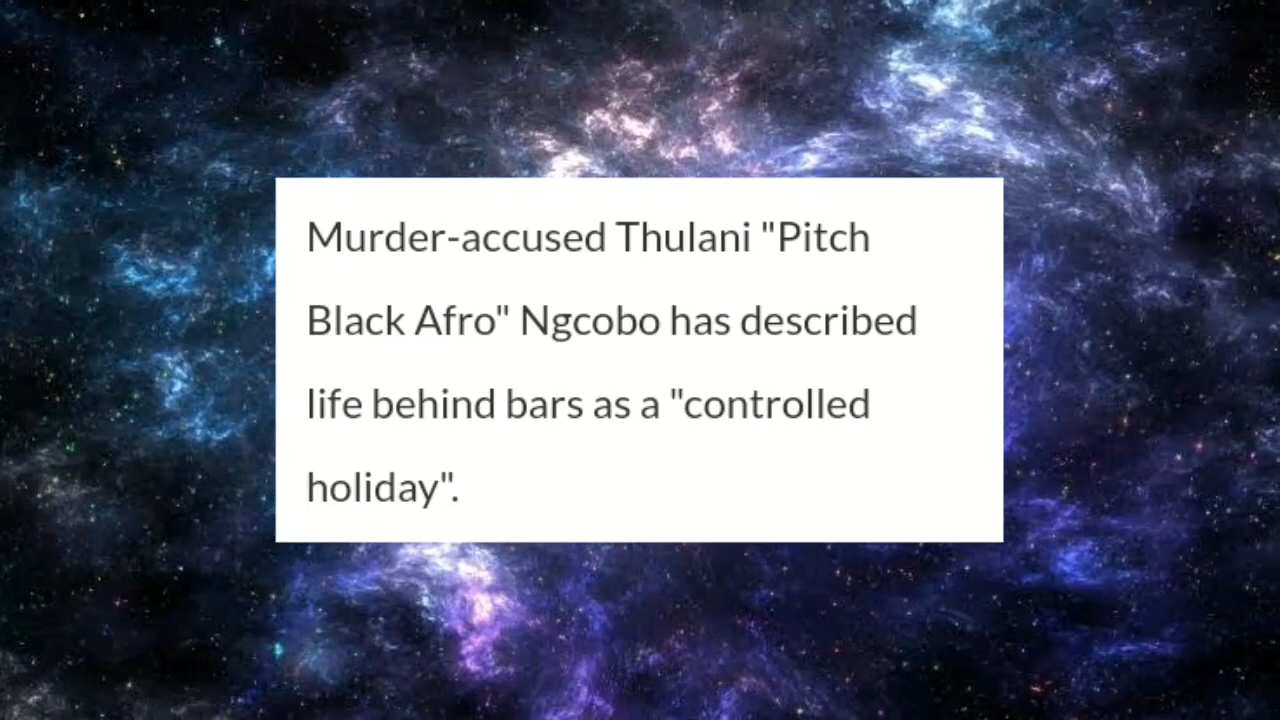 Murder-accused Thulani "Pitch
Black Afro" Ngcobo has described
life behind bars as a "controlled
holiday".